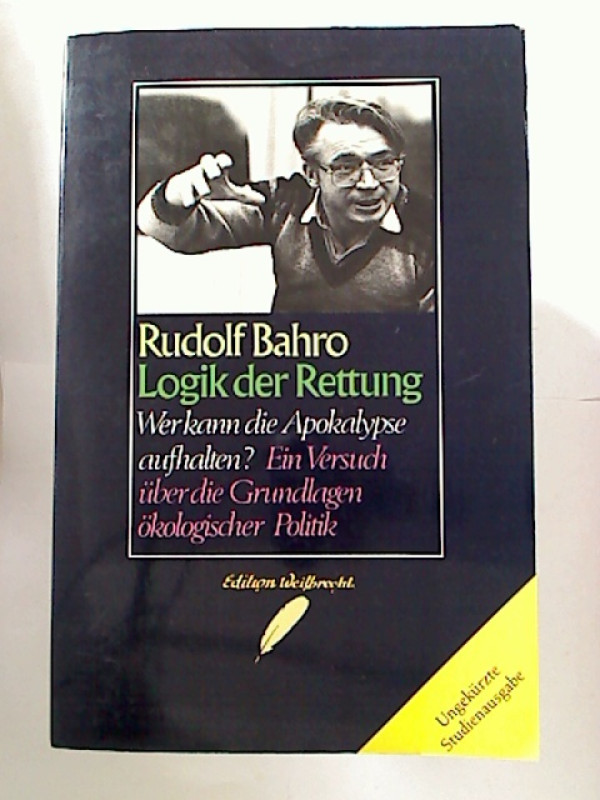 Rudolf Bahro
Logik der Rettung
Wer kann die Apokalypse
aufhalten? Ein Versuch
über die Grundlagen
ökologischer Politik
Edition Weitbrecht
Ungekürzte
Studienausgabe